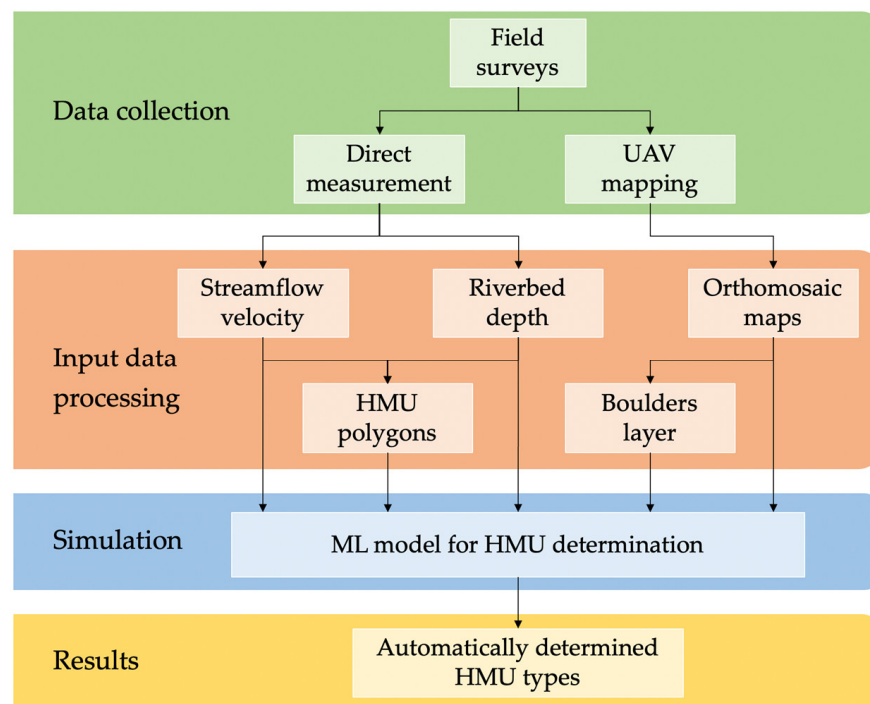 Field
surveys
Data collection
Direct
measurement
UAV
mapping
Streamflow
velocity
Riverbed
depth
Orthomosaic
maps
Input data
processing
HMU
polygons
Boulders
layer
Simulation
ML model for HMU determination
Results
Automatically determined
HMU types